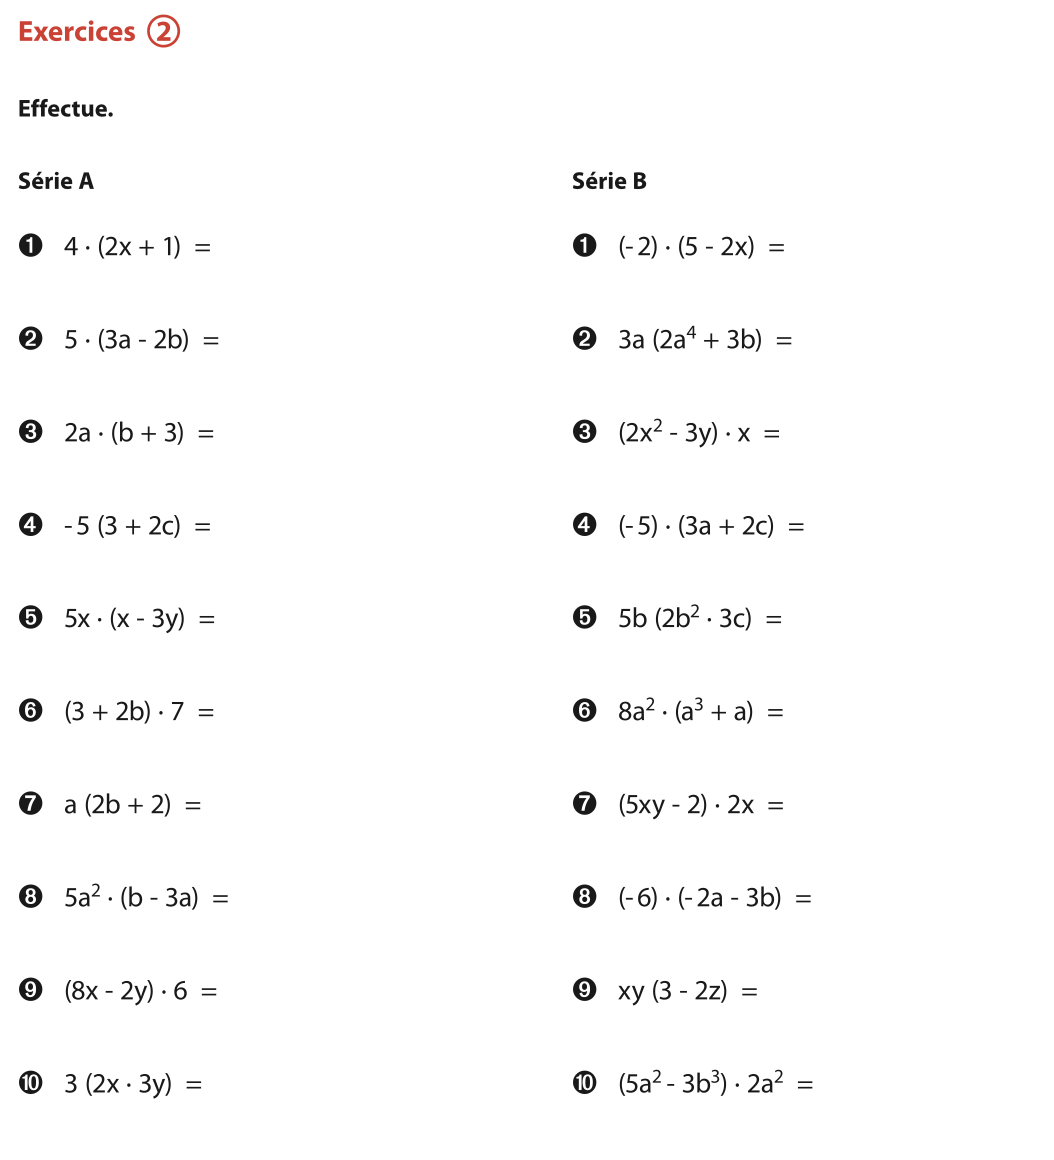 Exercices ②
Effectue.
Série A
❶ 4 · (2x + 1) =
❷ 5 · (3a - 2b) =
❸ 2a · (b + 3) =
❹ -5 (3 + 2c) =
❺ 5x · (x - 3y) =
❻ (3 + 2b) · 7 =
❼ a (2b + 2) =
❽ 5a² · (b - 3a) =
❾ (8x - 2y) · 6 =
❿ 3 (2x · 3y) =
Série B
❶ (-2) · (5 - 2x) =
❷ 3a (2a⁴ + 3b) =
❸ (2x² - 3y) · x =
❹ (-5) · (3a + 2c) =
❺ 5b (2b² · 3c) =
❻ 8a² · (a³ + a) =
❼ (5xy - 2) · 2x =
❽ (-6) · (-2a - 3b) =
❾ xy (3 - 2z) =
❿ (5a² - 3b³) · 2a² =